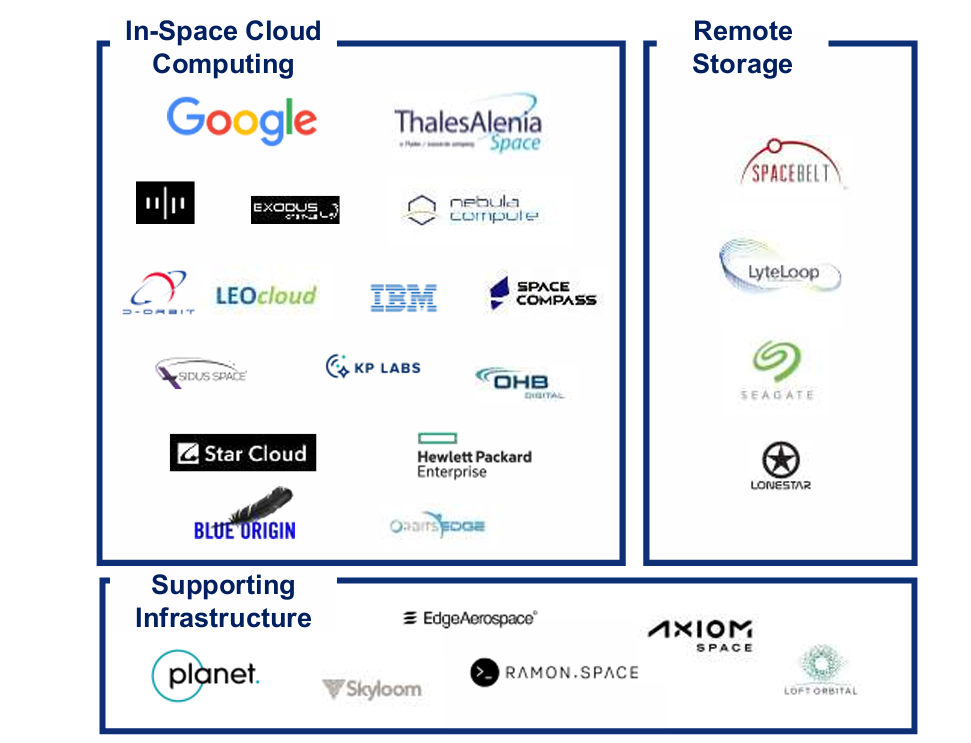 In-Space Cloud
Computing
Google
ThalesAlenia
Space
EXODUS
nebula
compute
D-ORBIT
LEOcloud
IBM
SPACE
COMPASS
SIDUS SPACE
KP LABS
OHB
DIGITAL
Star Cloud
Hewlett Packard
Enterprise
BLUE ORIGIN
OrbitsEDGE
Remote
Storage
SPACEBELT
LyteLoop
SEAGATE
LONESTAR
Supporting
Infrastructure
EdgeAerospace
AXIOM
SPACE
planet.
Skyloom
>_ RAMON.SPACE
LOFT ORBITAL